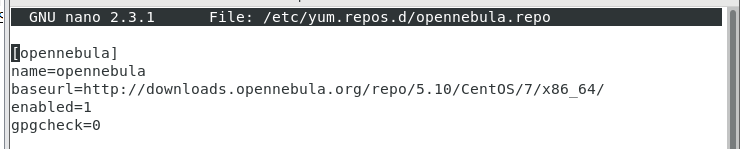 GNU nano 2.3.1 File: /etc/yum.repos.d/opennebula.repo
[opennebula]
name=opennebula
baseurl=http://downloads.opennebula.org/repo/5.10/CentOS/7/x86_64/
enabled=1
gpgcheck=0